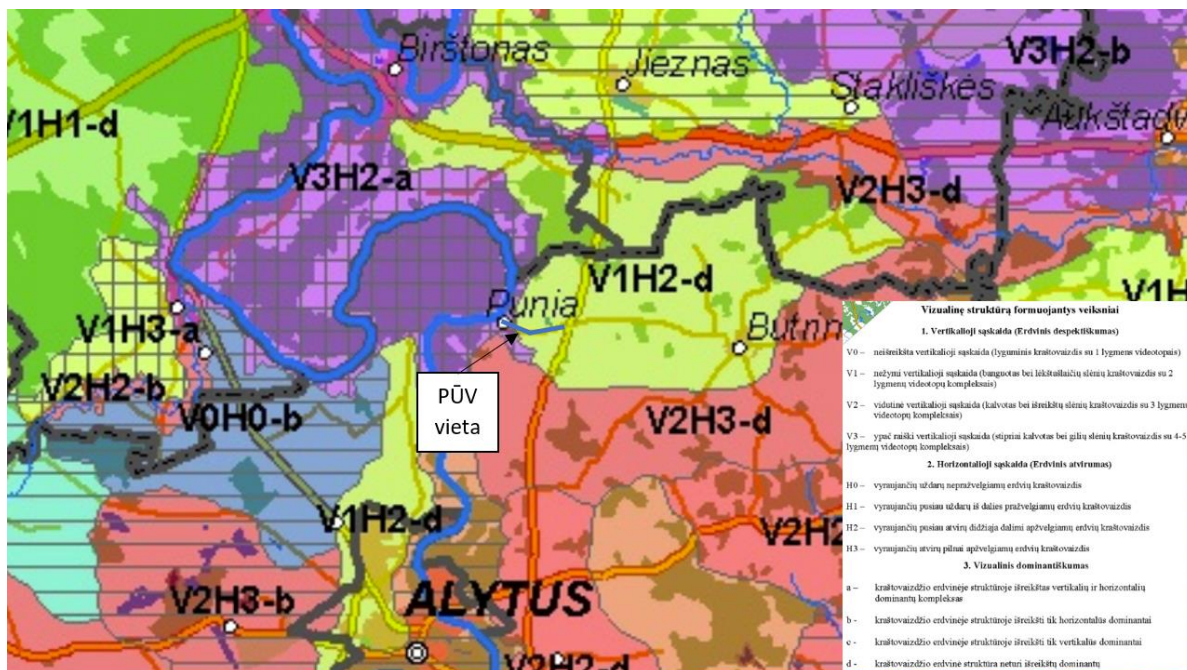 Birštonas
Jieznas
Stakliškės
V3H2-b
Aukštadv
V1H1-d
V3H2-a
V2H3-d
V1H2-d
V1H
Punia
Butrim
V1H3-a
PŪV
vieta
V2H2-b
V0H0-b
V2H3-d
V1H2-d
V2H2
V2H3-b
ALYTUS
V2H2-d
Vizualinę struktūrą formuojantys veiksniai
1. Vertikalioji sąskaida (Erdvinis despektiškumas)
V0 – neišreikšta vertikalioji sąskaida (lyguminis kraštovaizdis su 1 lygmens videotopais)
V1 – nežymi vertikalioji sąskaida (banguotas bei lėkštašlaičių slėnių kraštovaizdis su 2
lygmenų videotopų kompleksais)
V2 – vidutinė vertikalioji sąskaida (kalvotas bei išreikštų slėnių kraštovaizdis su 3 lygmenų
videotopų kompleksais)
V3 – ypač raiški vertikalioji sąskaida (stipriai kalvotas bei gilių slėnių kraštovaizdis su 4-5
lygmenų videotopų kompleksais)
2. Horizontalioji sąskaida (Erdvinis atvirumas)
H0 – vyraujančių uždarų nepražvelgiamų erdvių kraštovaizdis
H1 – vyraujančių pusiau uždarų iš dalies pražvelgiamų erdvių kraštovaizdis
H2 – vyraujančių pusiau atvirų didžiąja dalimi apžvelgiamų erdvių kraštovaizdis
H3 – vyraujančių atvirų pilnai apžvelgiamų erdvių kraštovaizdis
3. Vizualinis dominantiškumas
a – kraštovaizdžio erdvinėje struktūroje išreikštas vertikalių ir horizontalių
dominantų kompleksas
b - kraštovaizdžio erdvinėje struktūroje išreikšti tik horizontalūs dominantai
c - kraštovaizdžio erdvinėje struktūroje išreikšti tik vertikalūs dominantai
d - kraštovaizdžio erdvinė struktūra neturi išreikštų dominantų